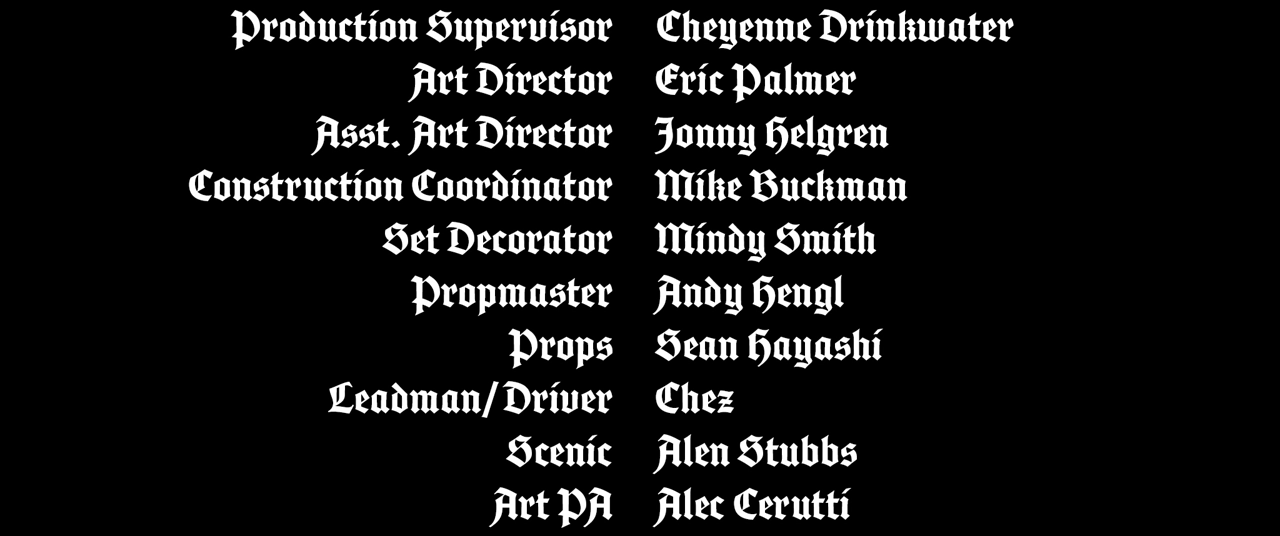 Production Supervisor Cheyenne Drinkwater
Art Director Eric Palmer
Asst. Art Director Jonny Helgren
Construction Coordinator Mike Buckman
Set Decorator Mindy Smith
Propmaster Andy Hengl
Props Sean Hayashi
Leadman/Driver Chez
Scenic Alen Stubbs
Art PA Alec Cerutti